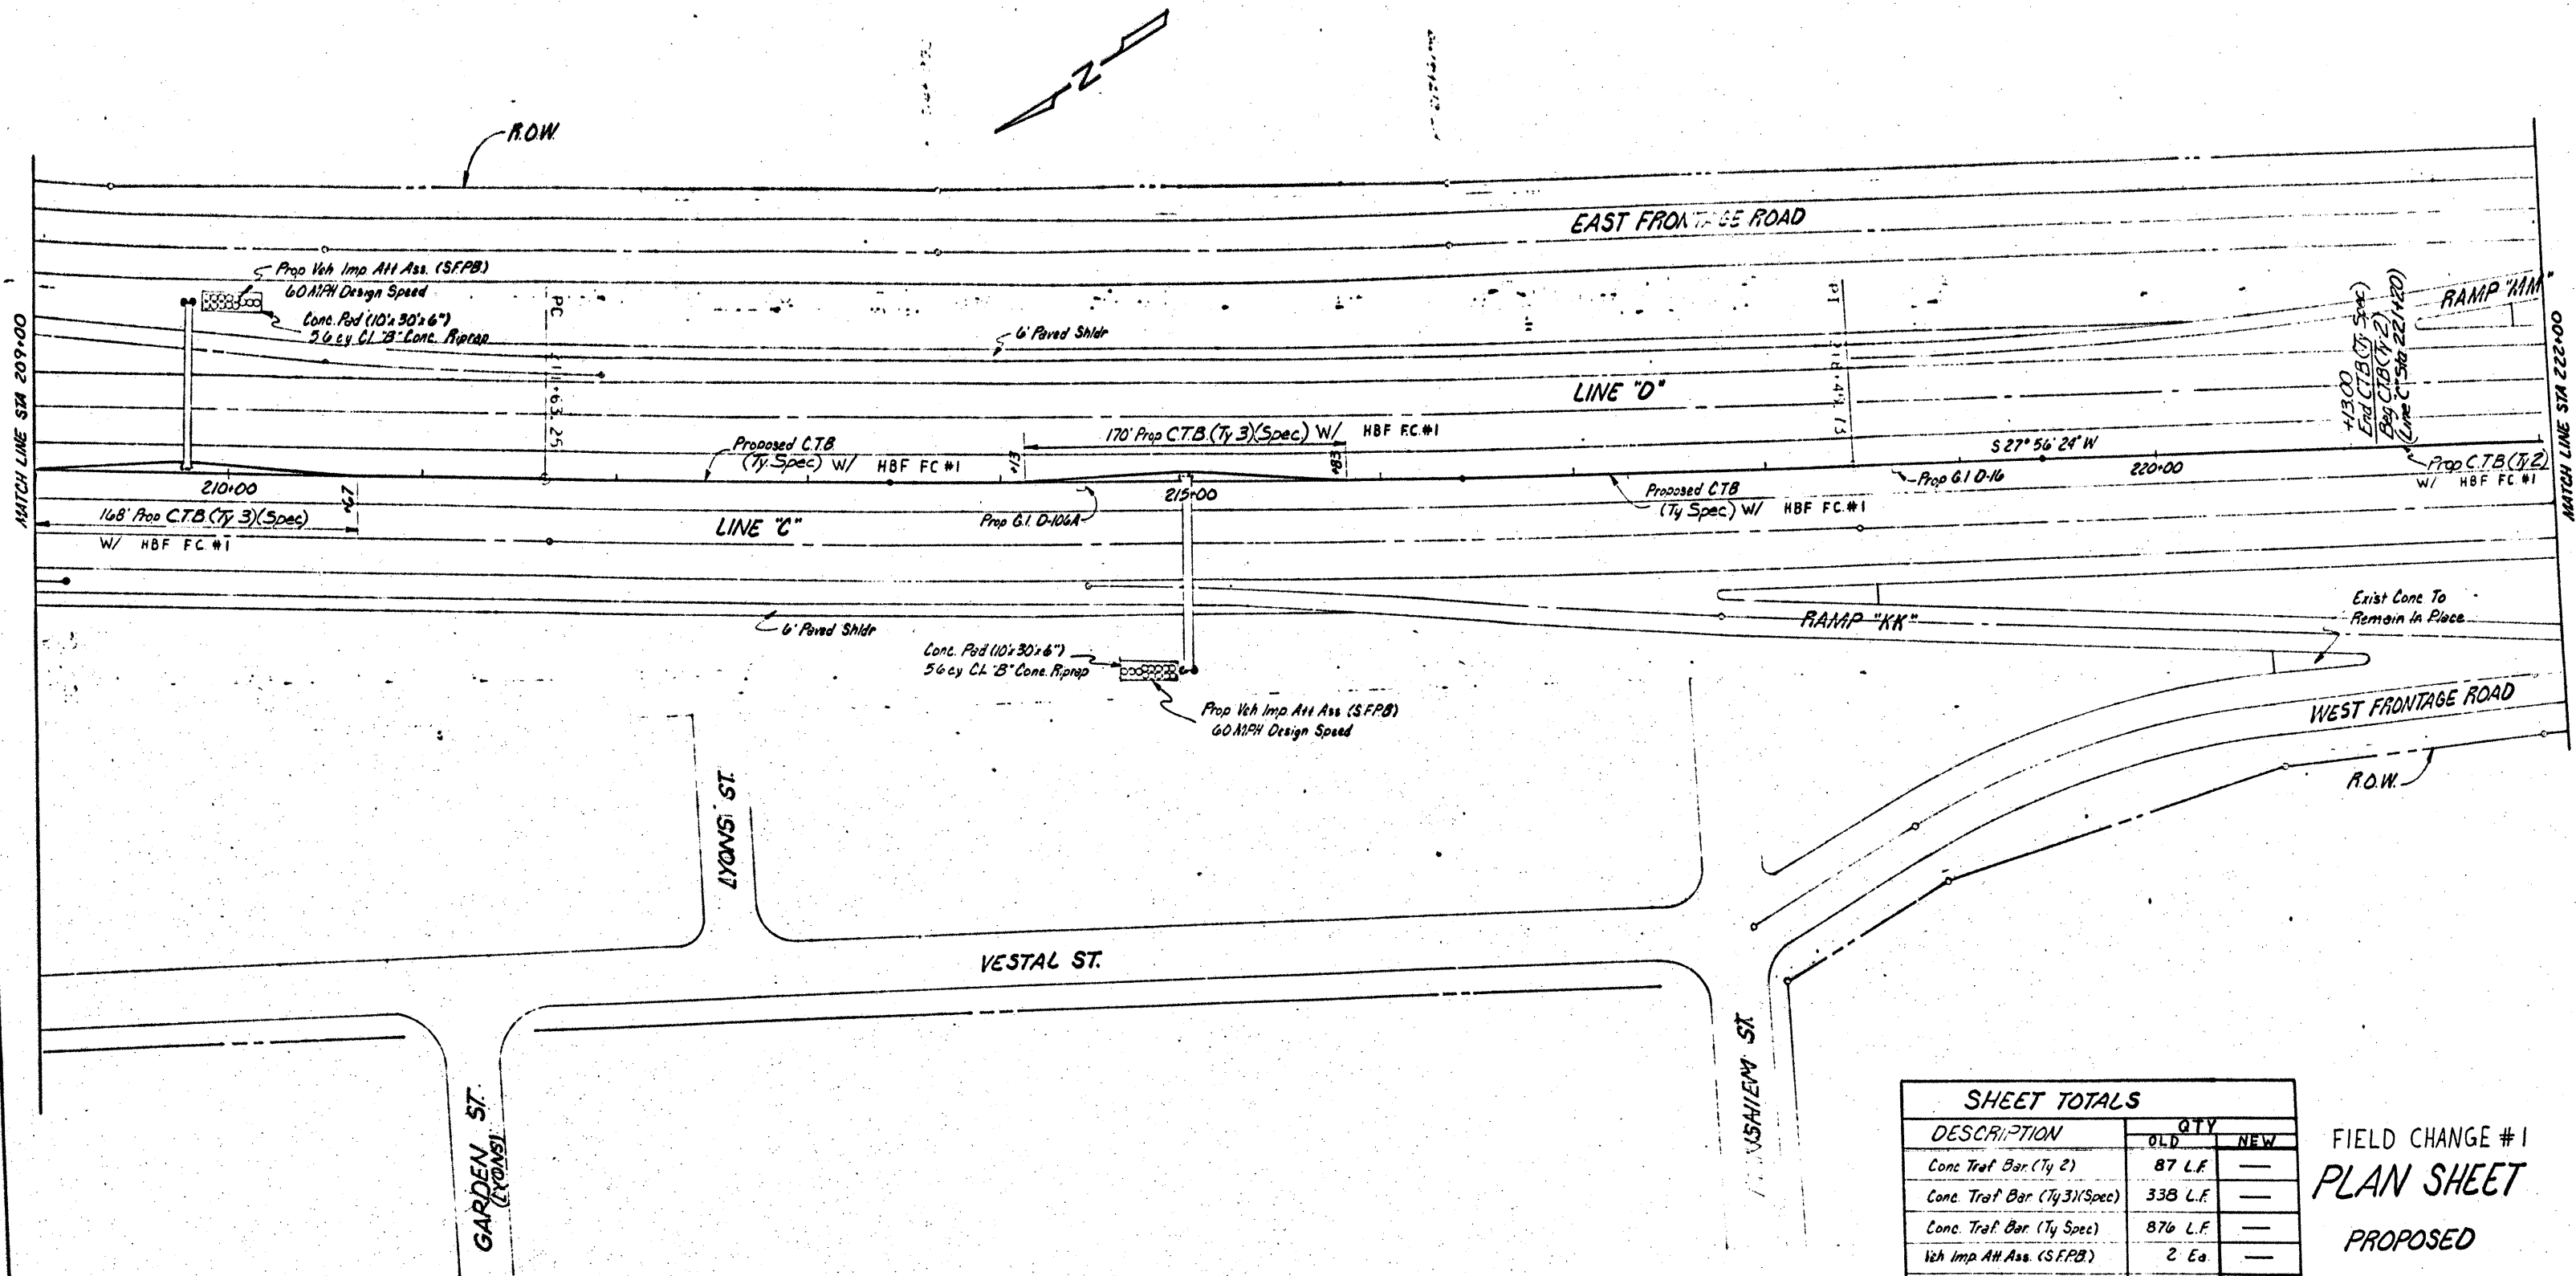 N
R.O.W.
EAST FRONTAGE ROAD
MATCH LINE STA 209+00
Prop Veh Imp Att Ass. (S.F.P.B.)
60 MPH Design Speed
Conc. Pad (10'x30'x6")
5.6 cy Cl. "B" Conc. Riprap
PC
211+63.25
6' Paved Shldr
LINE "D"
PI
RAMP "MM"
+13.00
End C.T.B. (Ty Spec)
Beg C.T.B. (Ty 2)
(Line "C" Sta 221+20)
MATCH LINE STA 222+00
Proposed C.T.B.
(Ty. Spec) W/ HBF FC #1
170' Prop C.T.B. (Ty 3)(Spec) W/ HBF F.C. #1
+13
+83
S 27° 56' 24" W
210+00
215+00
220+00
+67
168' Prop C.T.B. (Ty 3)(Spec)
W/ HBF FC. #1
LINE "C"
Prop G.I. D-106A
Proposed C.T.B
(Ty Spec) W/ HBF FC. #1
Prop G.I D-16
Prop C.T.B (Ty 2)
W/ HBF FC. #1
6' Paved Shldr
Conc. Pad (10'x30'x6")
5.6 cy Cl. "B" Conc. Riprap
Prop Veh Imp. Att Ass (S.F.P.B)
60 MPH Design Speed
RAMP "KK"
Exist Conc To
Remain In Place
WEST FRONTAGE ROAD
R.O.W.
LYONS ST.
VESTAL ST.
GARDEN ST.
(LYONS)
ST.
SHEET TOTALS
DESCRIPTION QTY
OLD NEW
Conc Traf Bar. (Ty 2) 87 L.F. —
Conc. Traf Bar (Ty 3)(Spec) 338 L.F. —
Conc. Traf. Bar. (Ty Spec) 876 L.F. —
Veh Imp. Att Ass. (S.F.P.B.) 2 Ea. —
FIELD CHANGE #1
PLAN SHEET
PROPOSED